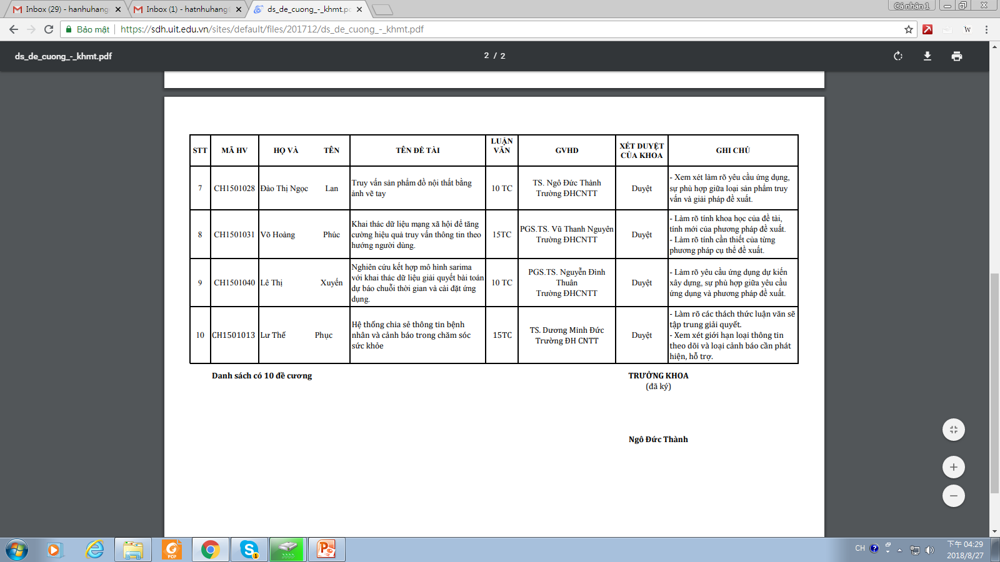 Inbox (29) - hanhuhang
Inbox (1) - hatnhuhang
ds_de_cuong_-_khmt.p
Cá nhân 1
Bảo mật
https://sdh.uit.edu.vn/sites/default/files/201712/ds_de_cuong_-_khmt.pdf
W
ds_de_cuong_-_khmt.pdf
2 / 2
STT
MÃ HV
HỌ VÀ TÊN
TÊN ĐỀ TÀI
LUẬN
VĂN
GVHD
XÉT DUYỆT
CỦA KHOA
GHI CHÚ
7
CH1501028
Đào Thị Ngọc Lan
Truy vấn sản phẩm đồ nội thất bằng
ảnh vẽ tay
10 TC
TS. Ngô Đức Thành
Trường ĐHCNTT
Duyệt
- Xem xét làm rõ yêu cầu ứng dụng,
sự phù hợp giữa loại sản phẩm truy
vấn và giải pháp đề xuất.
8
CH1501031
Võ Hoàng Phúc
Khai thác dữ liệu mạng xã hội để tăng
cường hiệu quả truy vấn thông tin theo
hướng người dùng.
15TC
PGS.TS. Vũ Thanh Nguyên
Trường ĐHCNTT
Duyệt
- Làm rõ tính khoa học của đề tài,
tính mới của phương pháp đề xuất.
- Làm rõ tính cần thiết của từng
phương pháp cụ thể đề xuất.
9
CH1501040
Lê Thị Xuyến
Nghiên cứu kết hợp mô hình sarima
với khai thác dữ liệu giải quyết bài toán
dự báo chuỗi thời gian và cài đặt ứng
dụng.
10 TC
PGS.TS. Nguyễn Đình
Thuân
Trường ĐHCNTT
Duyệt
- Làm rõ yêu cầu ứng dụng dự kiến
xây dựng, sự phù hợp giữa yêu cầu
ứng dụng và phương pháp đề xuất.
10
CH1501013
Lư Thế Phục
Hệ thống chia sẻ thông tin bệnh
nhân và cảnh báo trong chăm sóc
sức khỏe
15TC
TS. Dương Minh Đức
Trường ĐH CNTT
Duyệt
- Làm rõ các thách thức luận văn sẽ
tập trung giải quyết.
- Xem xét giới hạn loại thông tin
theo dõi và loại cảnh báo cần phát
hiện, hỗ trợ.
Danh sách có 10 đề cương
TRƯỞNG KHOA
(đã ký)
Ngô Đức Thành
PDF
1
CH
下午 04:29
2018/8/27